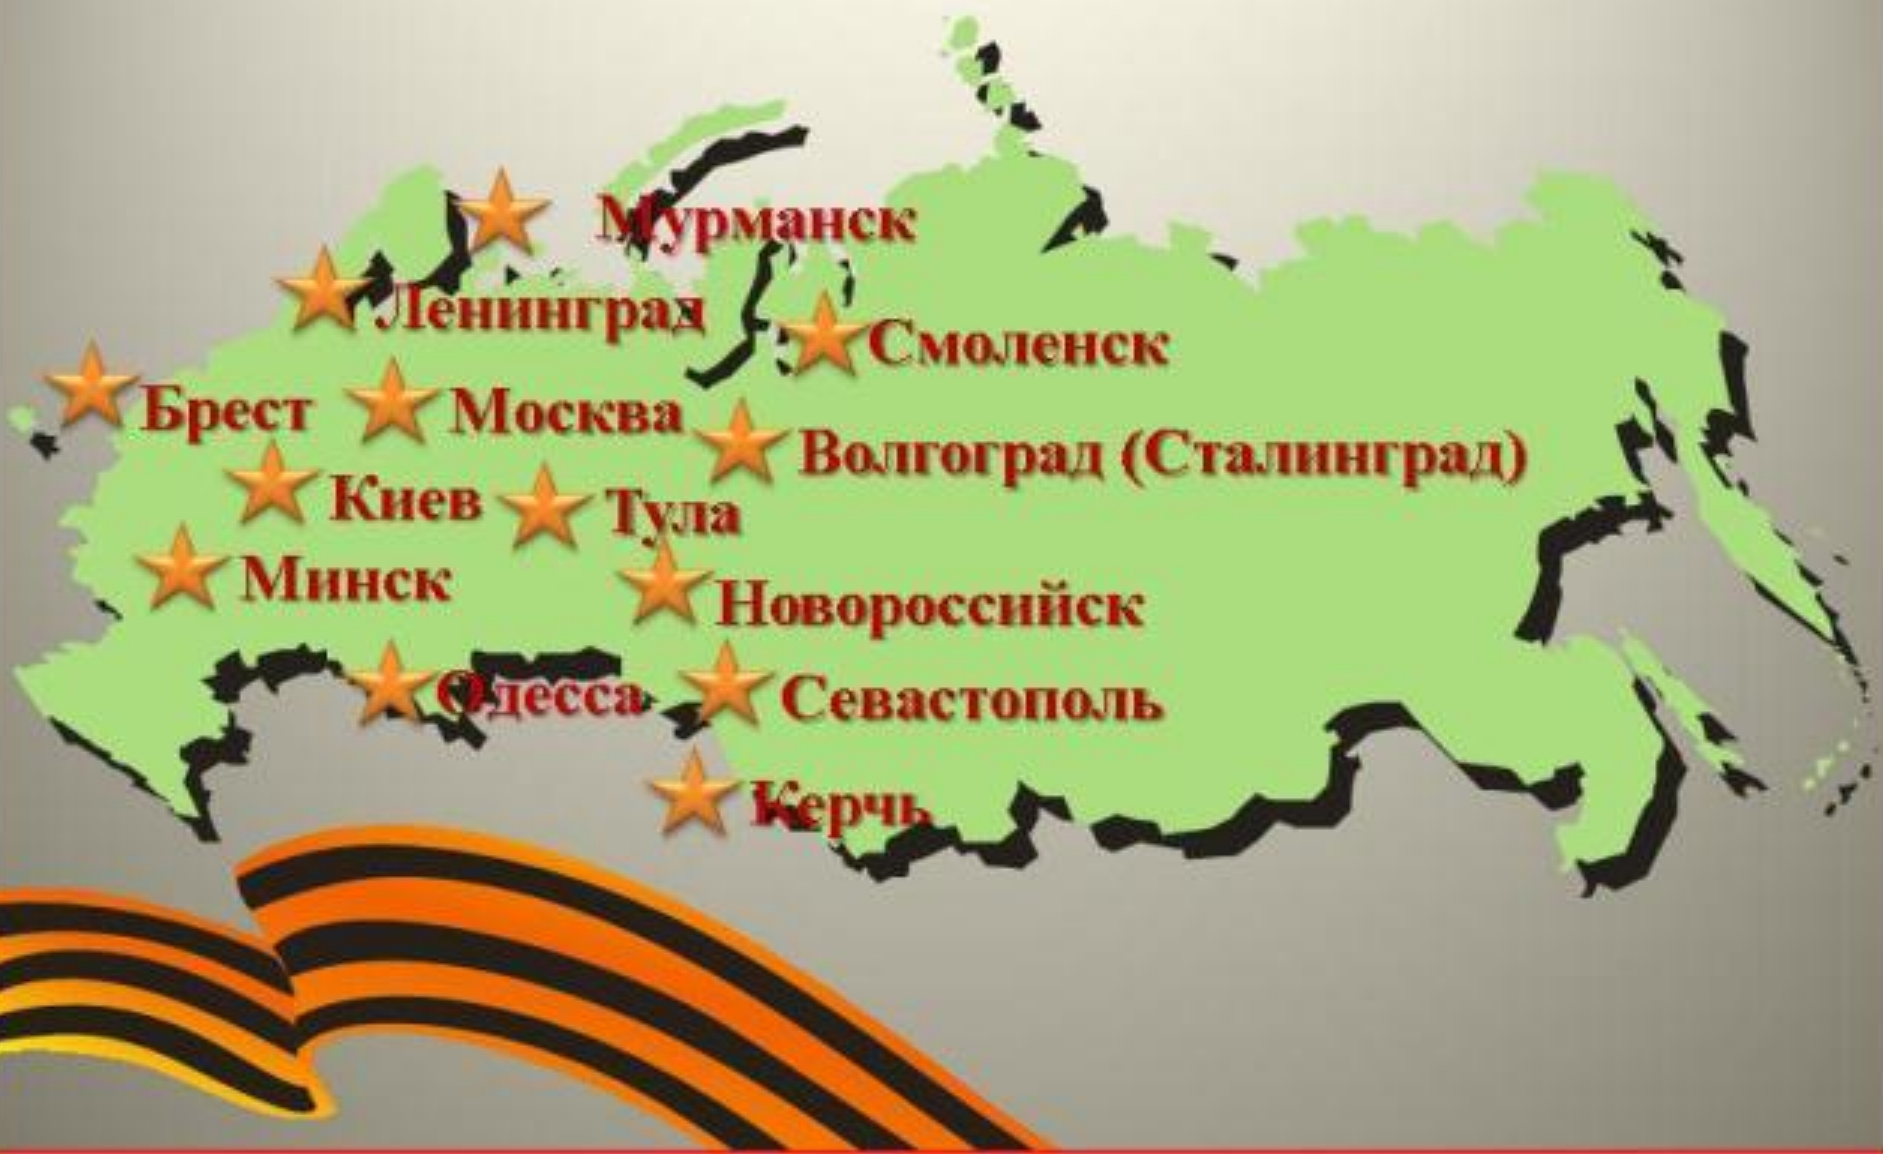 Мурманск
Ленинград
Смоленск
Брест
Москва
Волгоград (Сталинград)
Киев
Тула
Минск
Новороссийск
Одесса
Севастополь
Керчь